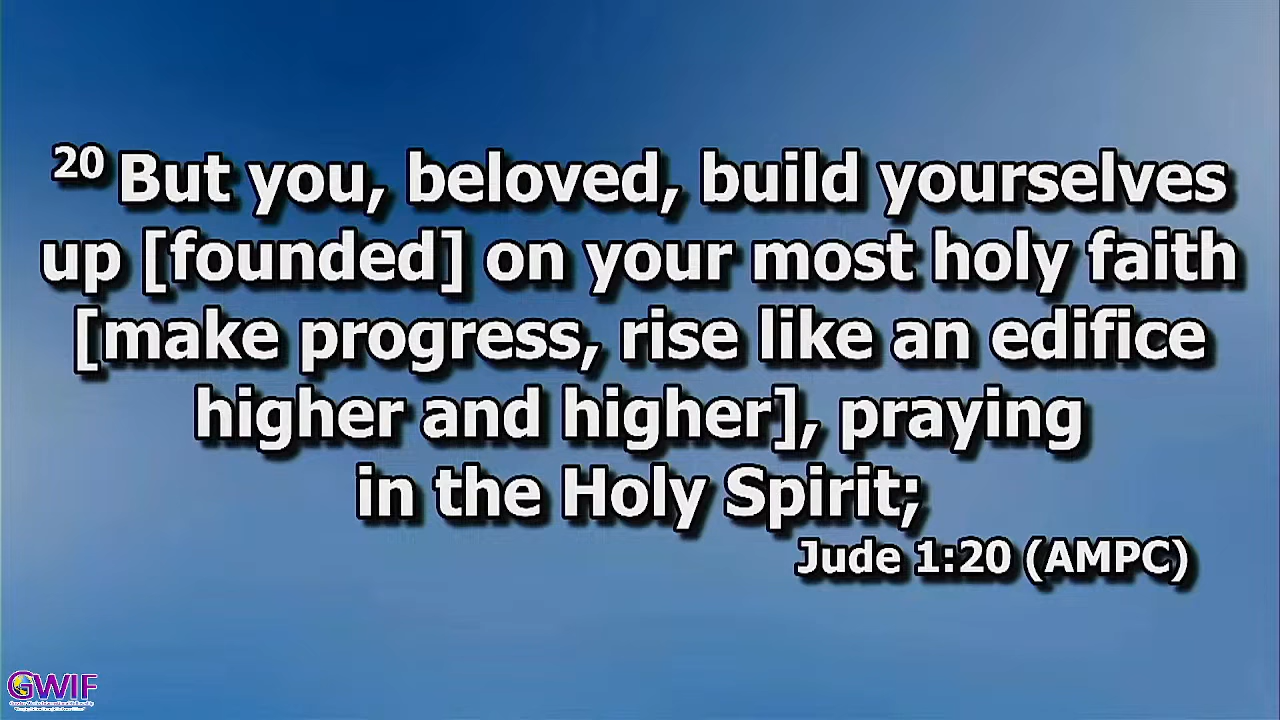 20 But you, beloved, build yourselves
up [founded] on your most holy faith
[make progress, rise like an edifice
higher and higher], praying
in the Holy Spirit;
Jude 1:20 (AMPC)
GWIF